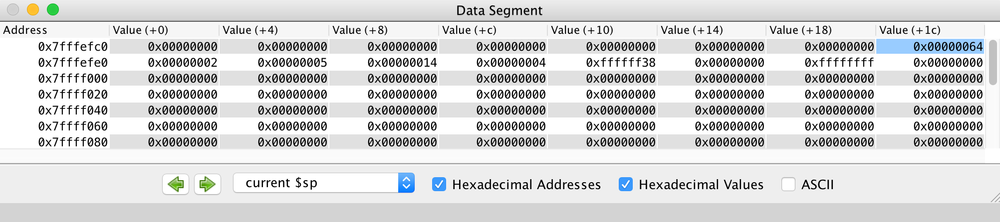 Data Segment
Address Value (+0) Value (+4) Value (+8) Value (+c) Value (+10) Value (+14) Value (+18) Value (+1c)
0x7fffefc0 0x00000000 0x00000000 0x00000000 0x00000000 0x00000000 0x00000000 0x00000000 0x00000064
0x7fffefe0 0x00000002 0x00000005 0x00000014 0x00000004 0xffffff38 0x00000000 0xffffffff 0x00000000
0x7ffff000 0x00000000 0x00000000 0x00000000 0x00000000 0x00000000 0x00000000 0x00000000 0x00000000
0x7ffff020 0x00000000 0x00000000 0x00000000 0x00000000 0x00000000 0x00000000 0x00000000 0x00000000
0x7ffff040 0x00000000 0x00000000 0x00000000 0x00000000 0x00000000 0x00000000 0x00000000 0x00000000
0x7ffff060 0x00000000 0x00000000 0x00000000 0x00000000 0x00000000 0x00000000 0x00000000 0x00000000
0x7ffff080 0x00000000 0x00000000 0x00000000 0x00000000 0x00000000 0x00000000 0x00000000 0x00000000
current $sp Hexadecimal Addresses Hexadecimal Values ASCII